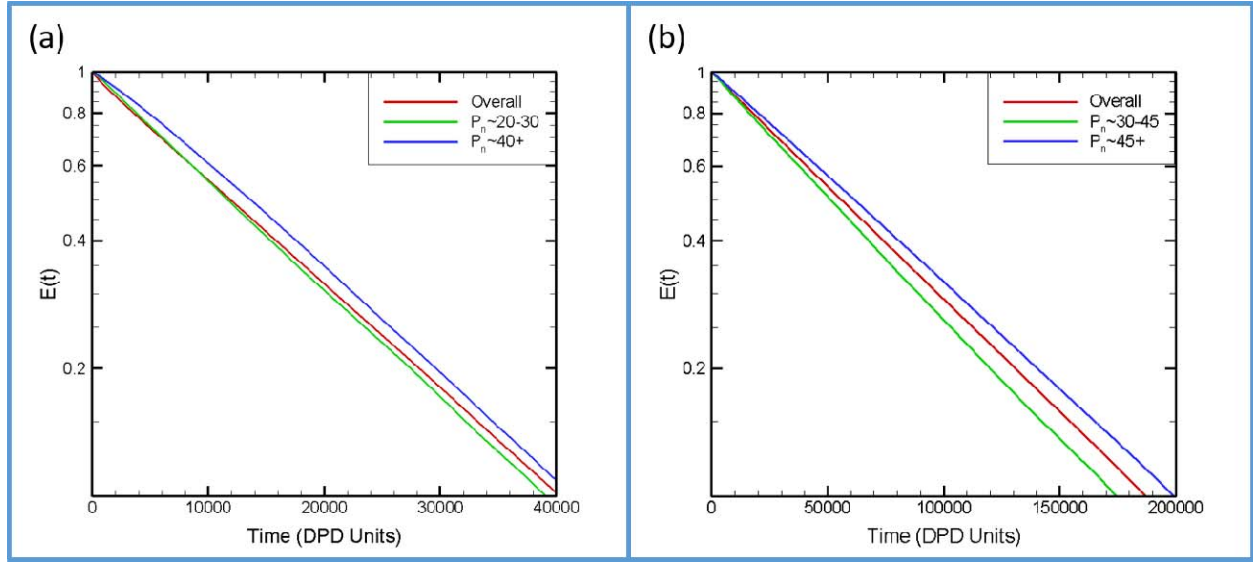 (a)
1
0.8
0.6
0.4
0.2
E(t)
0
10000
20000
30000
40000
Time (DPD Units)
Overall
Pn~20-30
Pn~40+
(b)
1
0.8
0.6
0.4
0.2
E(t)
0
50000
100000
150000
200000
Time (DPD Units)
Overall
Pn~30-45
Pn~45+